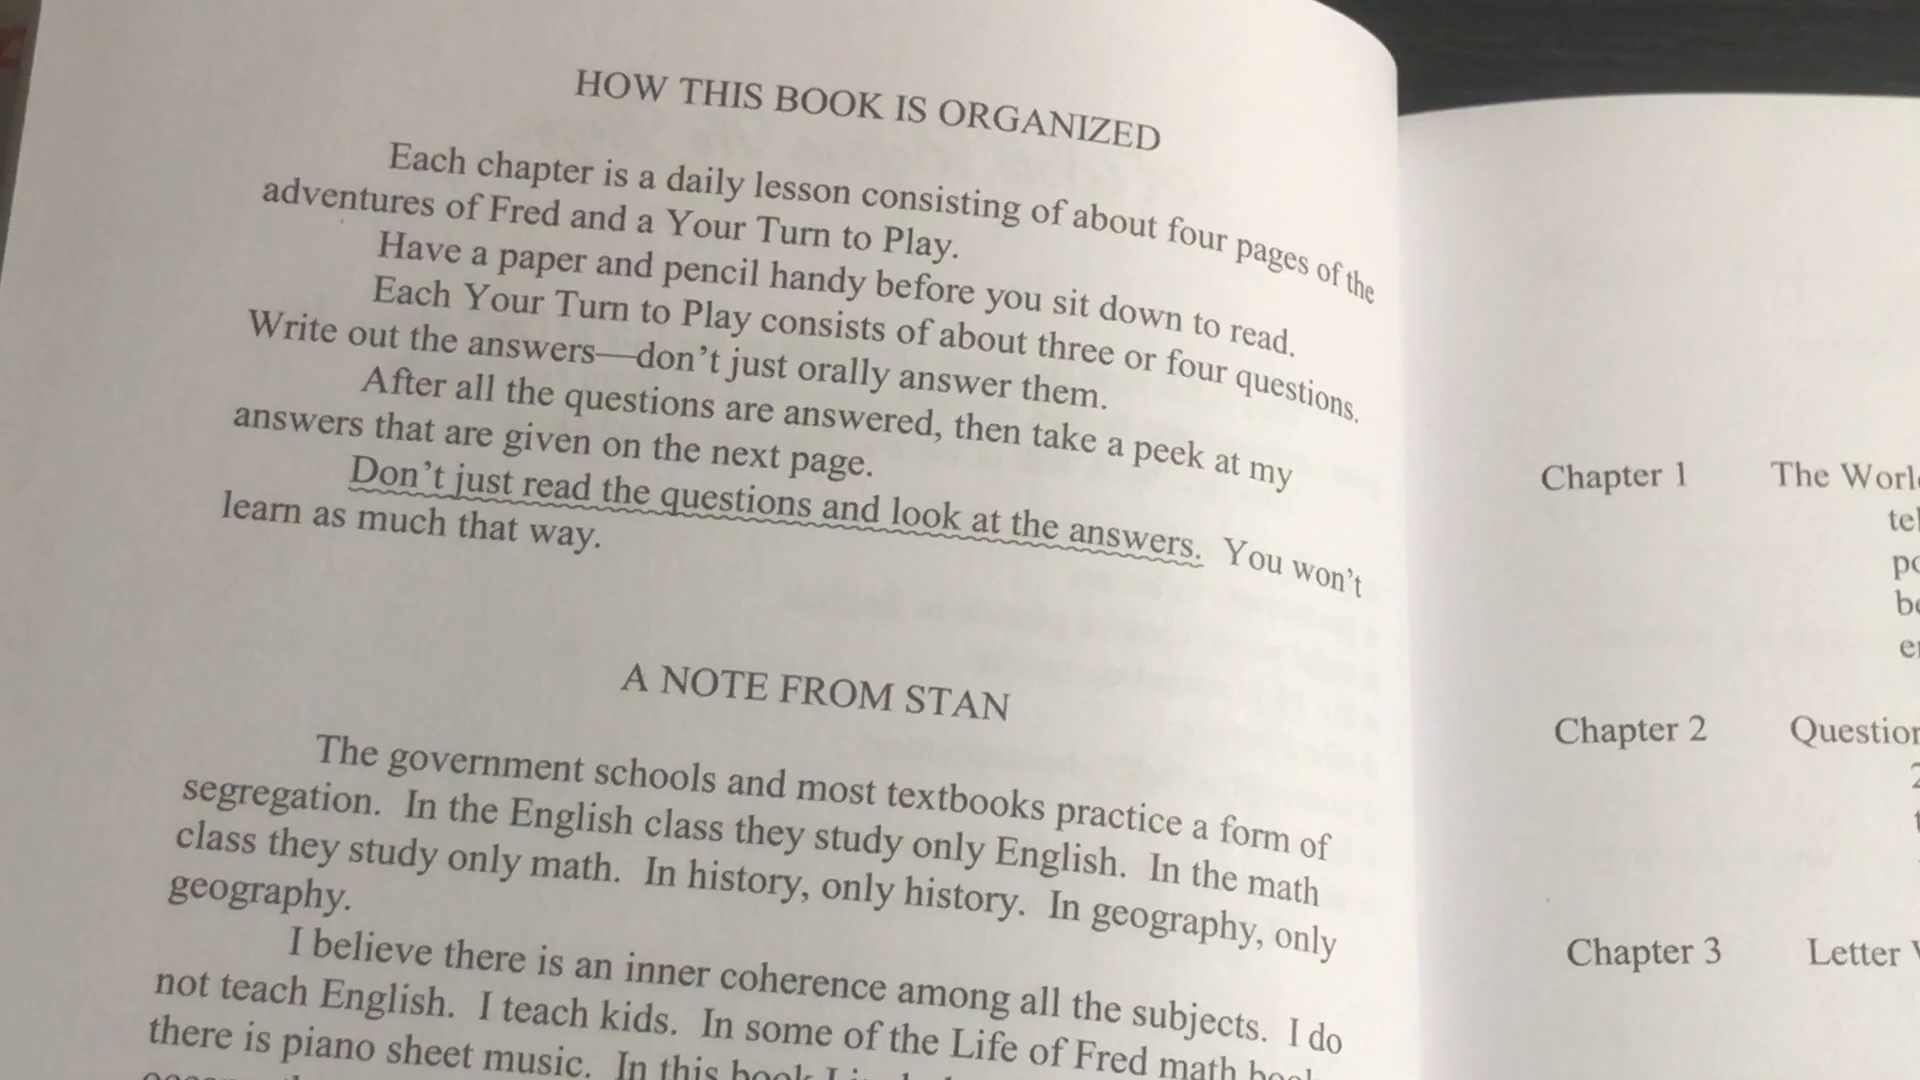 HOW THIS BOOK IS ORGANIZED
Each chapter is a daily lesson consisting of about four pages of the
adventures of Fred and a Your Turn to Play.
Have a paper and pencil handy before you sit down to read.
Each Your Turn to Play consists of about three or four questions.
Write out the answers—don't just orally answer them.
After all the questions are answered, then take a peek at my
answers that are given on the next page.
Don't just read the questions and look at the answers. You won't
learn as much that way.
A NOTE FROM STAN
The government schools and most textbooks practice a form of
segregation. In the English class they study only English. In the math
class they study only math. In history, only history. In geography, only
geography.
I believe there is an inner coherence among all the subjects. I do
not teach English. I teach kids. In some of the Life of Fred math
there is piano sheet music. In this book I
Chapter 1 The
Chapter 2
Chapter 3 Letter